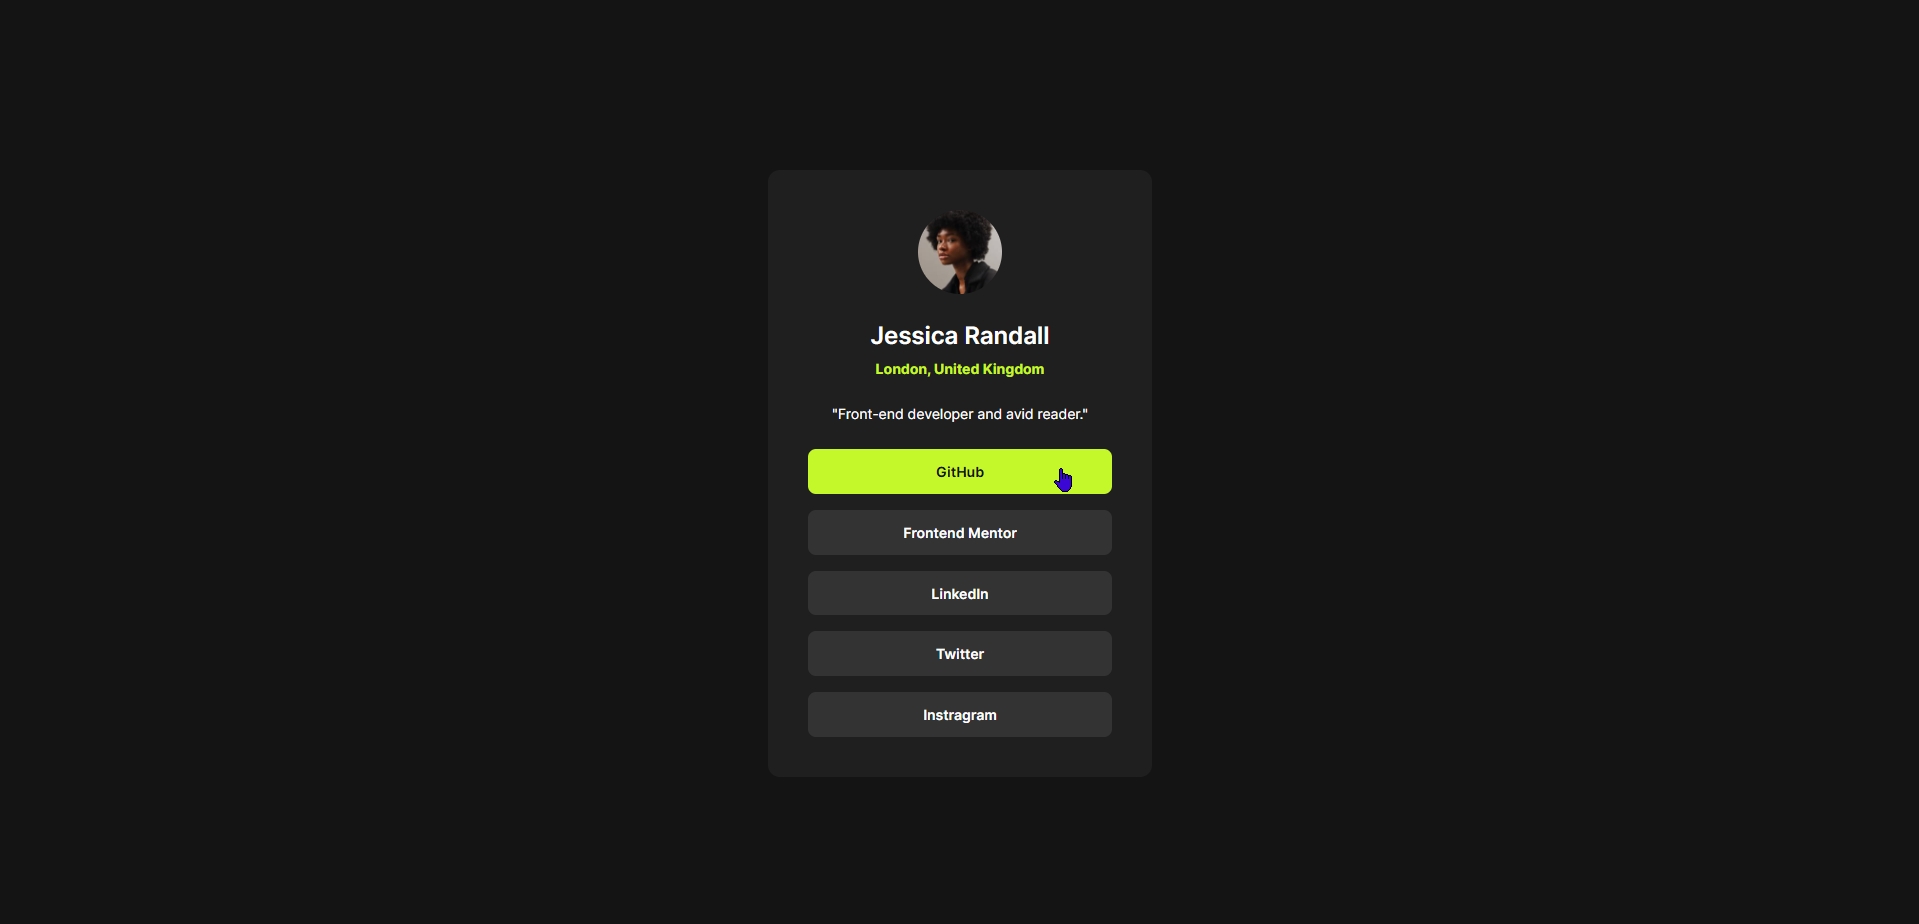 Jessica Randall
London, United Kingdom
"Front-end developer and avid reader."
GitHub
Frontend Mentor
LinkedIn
Twitter
Instragram